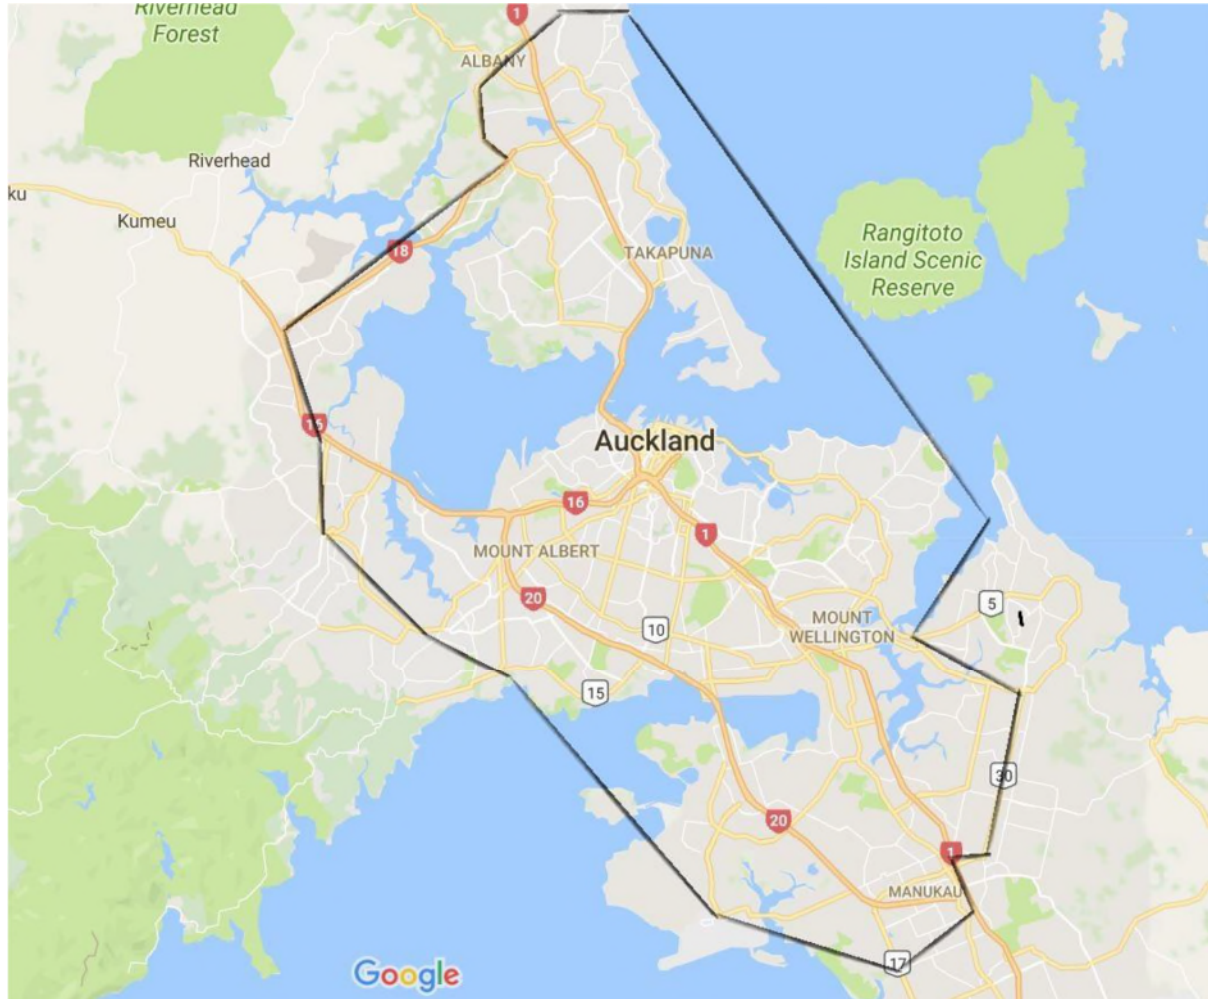 Riverhead
Forest
1
ALBANY
Riverhead
ku
Kumeu
18
TAKAPUNA
Rangitoto
Island Scenic
Reserve
16
Auckland
16
1
MOUNT ALBERT
20
5
10
MOUNT
WELLINGTON
15
30
20
1
MANUKAU
17
Google